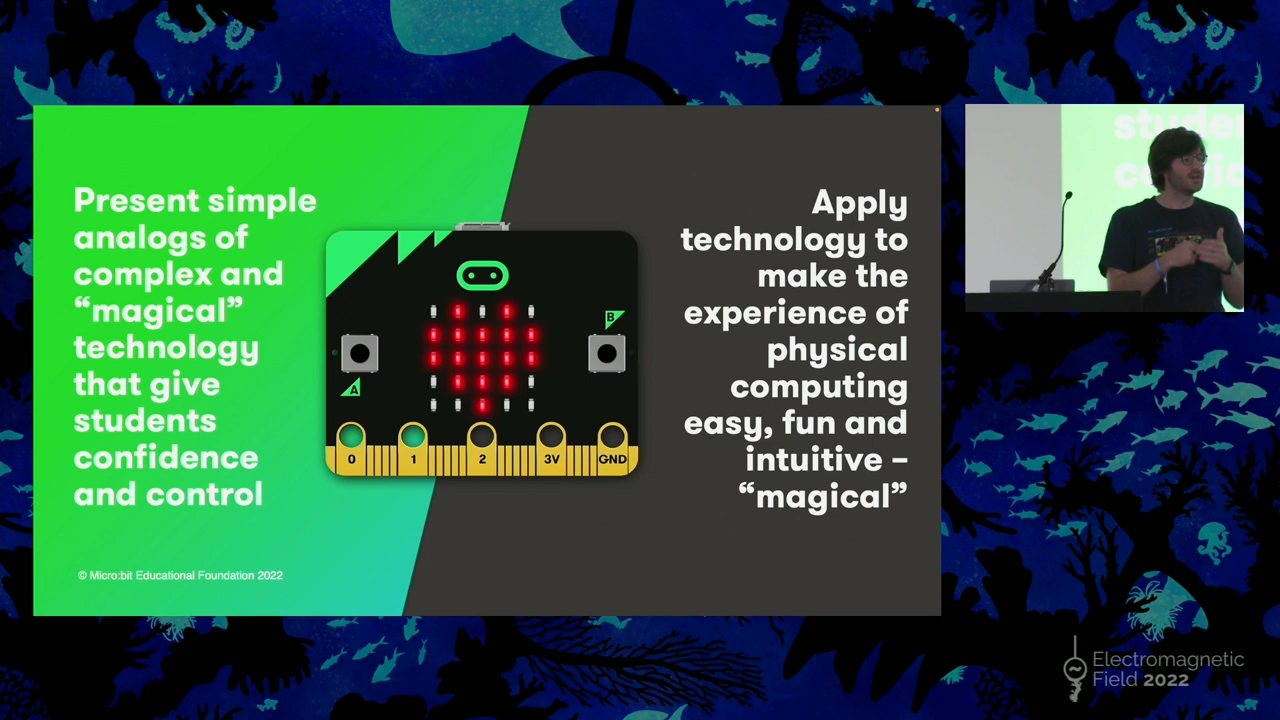 Present simple
analogs of
complex and
“magical”
technology
that give
students
confidence
and control
© Micro:bit Educational Foundation 2022
A
B
0
1
2
3V
GND
Apply
technology to
make the
experience of
physical
computing
easy, fun and
intuitive –
“magical”
Electromagnetic
Field 2022